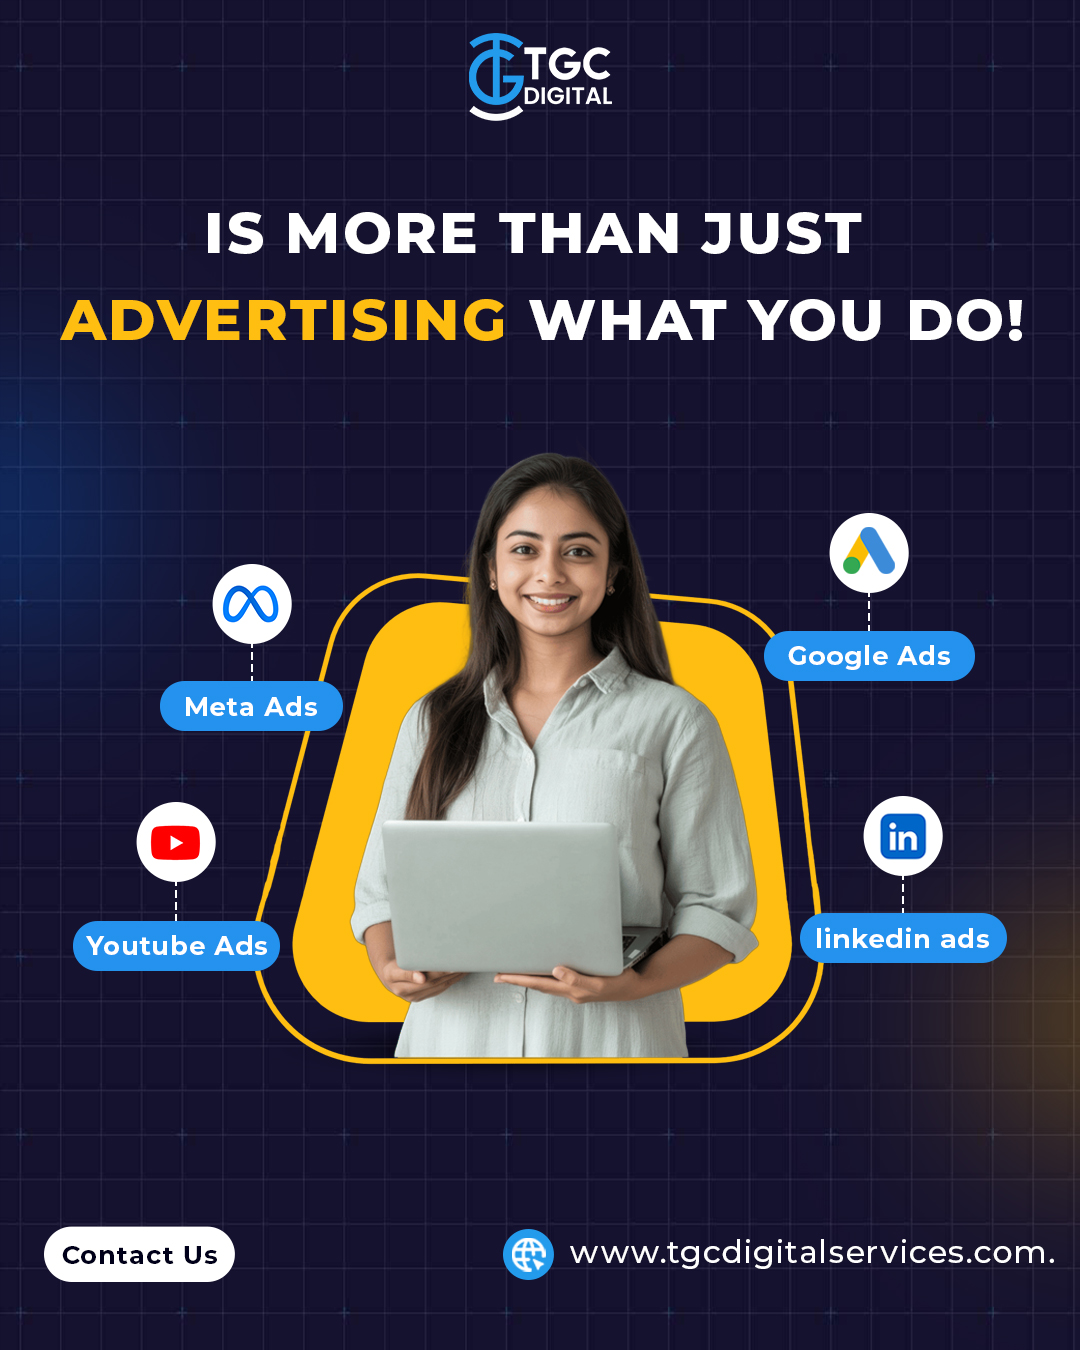 TGC
DIGITAL
IS MORE THAN JUST
ADVERTISING WHAT YOU DO!
Google Ads
Meta Ads
in
linkedin ads
Youtube Ads
Contact Us
www.tgcdigitalservices.com.